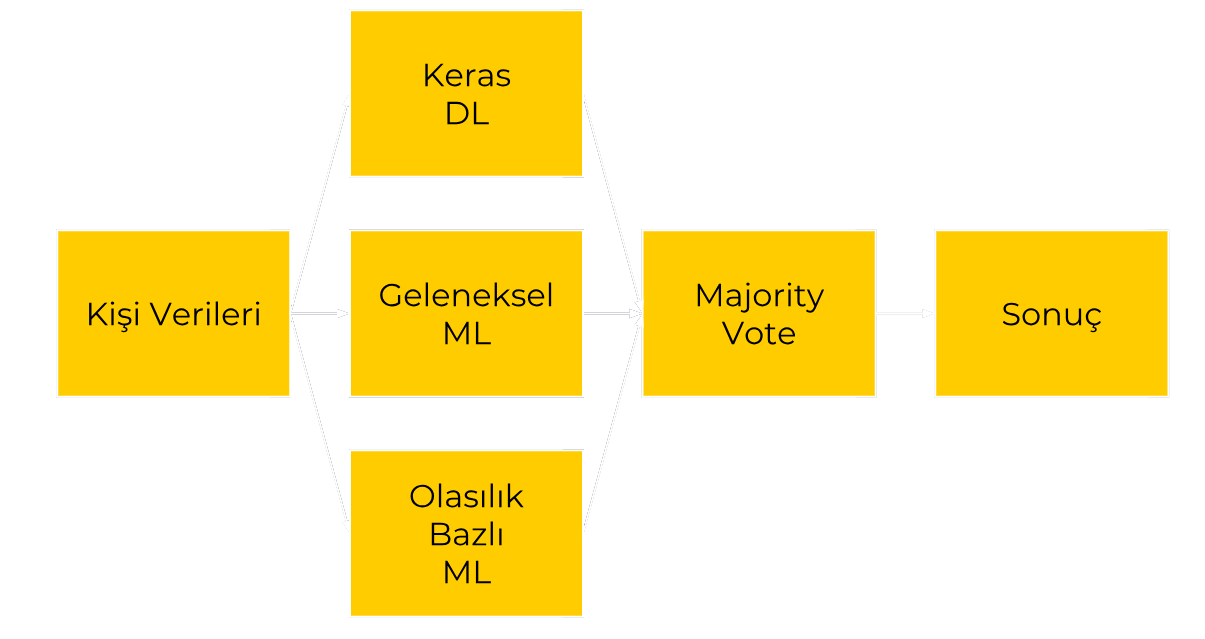 Keras
DL
Kişi Verileri
Geleneksel
ML
Majority
Vote
Sonuç
Olasılık
Bazlı
ML